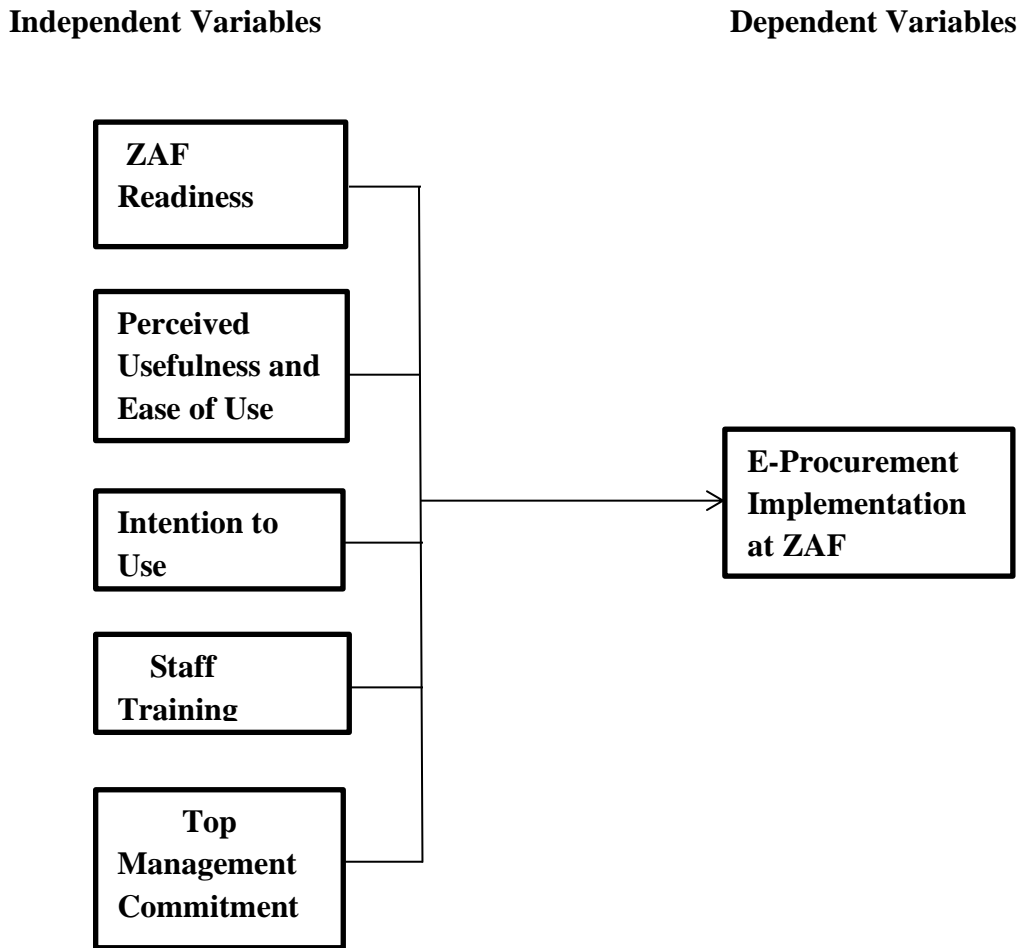 Independent Variables
Dependent Variables
ZAF
Readiness
Perceived
Usefulness and
Ease of Use
Intention to
Use
Staff
Training
Top
Management
Commitment
E-Procurement
Implementation
at ZAF